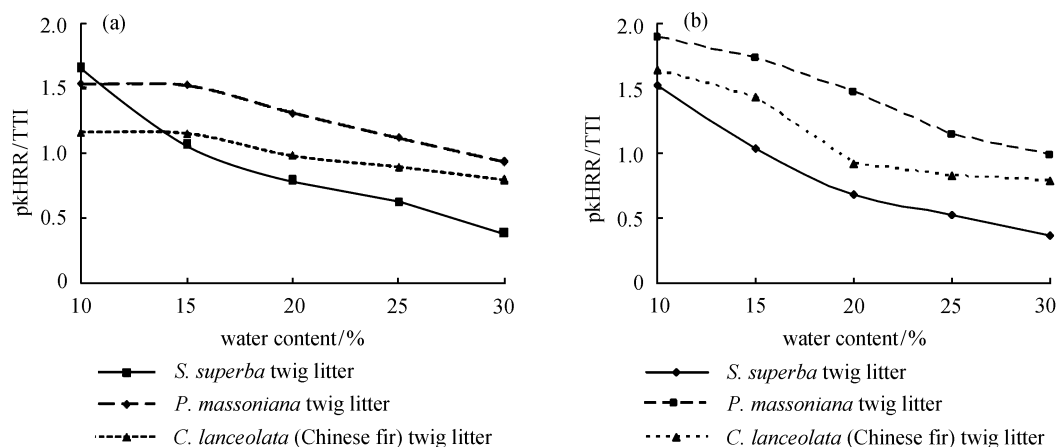 (a)
2.0
1.5
1.0
0.5
0
pkHRR/TTI
10 15 20 25 30
water content/%
S. superba twig litter
P. massoniana twig litter
C. lanceolata (Chinese fir) twig litter
(b)
2.0
1.5
1.0
0.5
0
pkHRR/TTI
10 15 20 25 30
water content/%
S. superba twig litter
P. massoniana twig litter
C. lanceolata (Chinese fir) twig litter